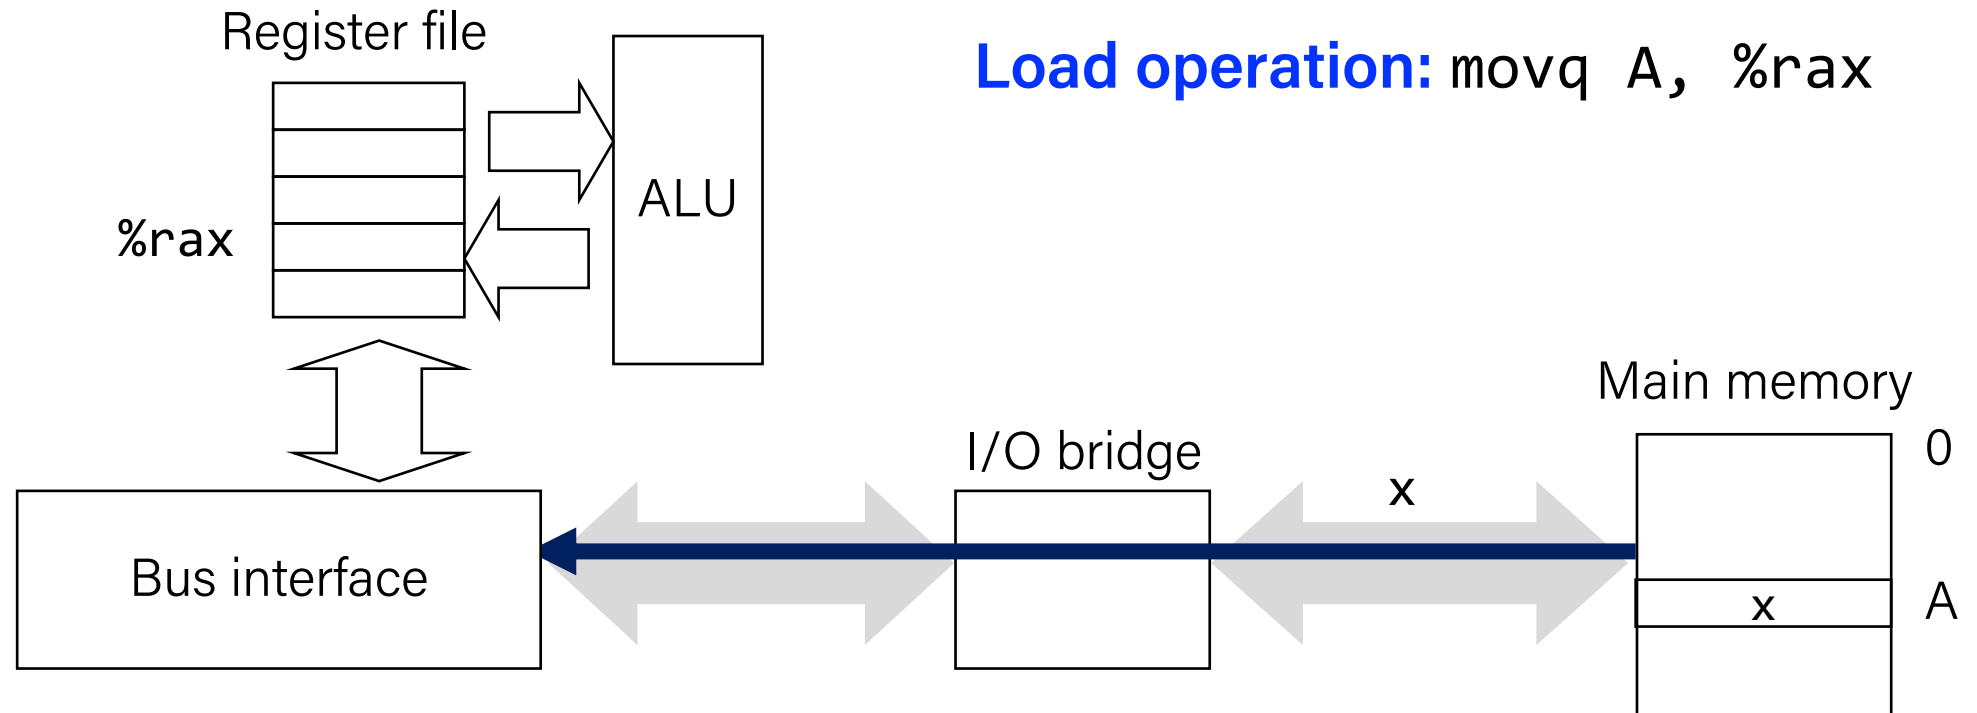 Register file
Load operation: movq A, %rax
ALU
%rax
Main memory
I/O bridge
0
x
Bus interface
x
A